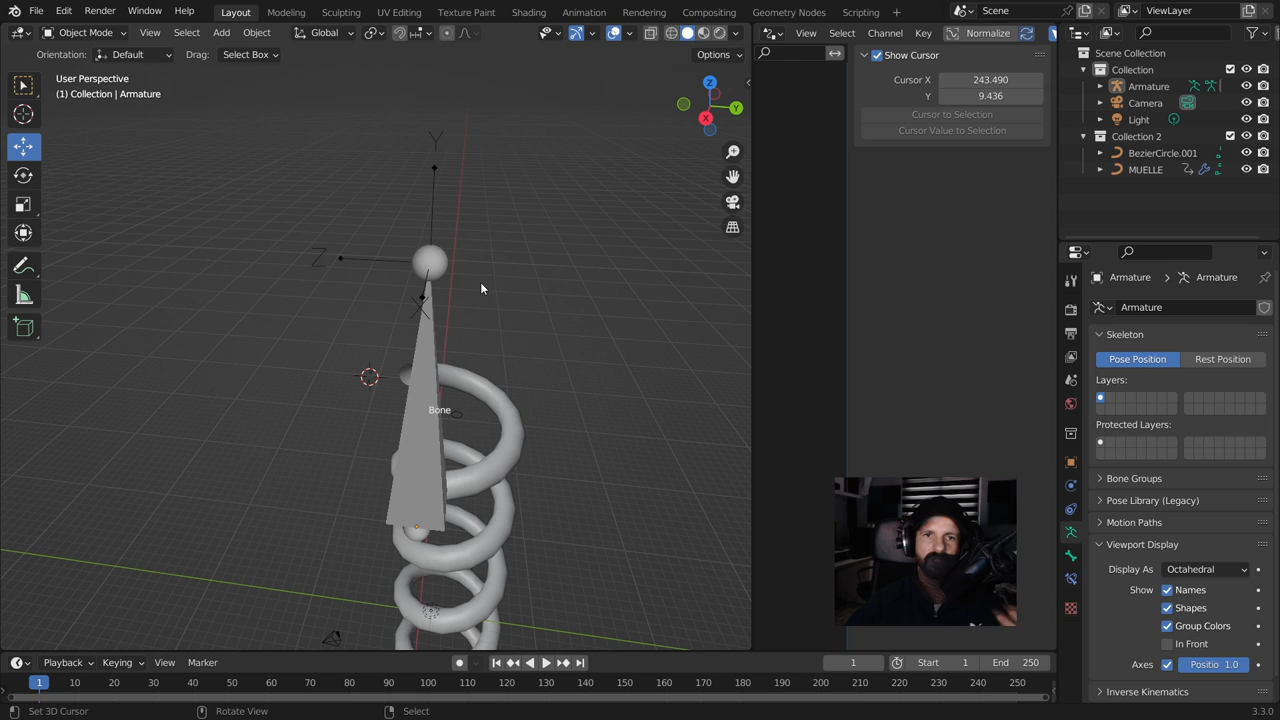 File Edit Render Window Help Layout Modeling Sculpting UV Editing Texture Paint Shading Animation Rendering Compositing Geometry Nodes Scripting Scene ViewLayer
Object Mode View Select Add Object Global View Select Channel Key Normalize
Orientation: Default Drag: Select Box Options
User Perspective
(1) Collection | Armature
Z
Y
X
Y
Z
X
Bone
Show Cursor
Cursor X 243.490
Y 9.436
Cursor to Selection
Cursor Value to Selection
Scene Collection
Collection
Armature
Camera
Light
Collection 2
BezierCircle.001
MUELLE
Armature Armature
Armature
Skeleton
Pose Position Rest Position
Layers:
Protected Layers:
Bone Groups
Pose Library (Legacy)
Motion Paths
Viewport Display
Display As Octahedral
Show Names
Shapes
Group Colors
In Front
Axes Positio 1.0
Inverse Kinematics
Playback Keying View Marker 1 Start 1 End 250
1 10 20 30 40 50 60 70 80 90 100 110 120 130 140 150 160 170 180 190 200 210 220 230 240 250
Set 3D Cursor Rotate View Select 3.3.0